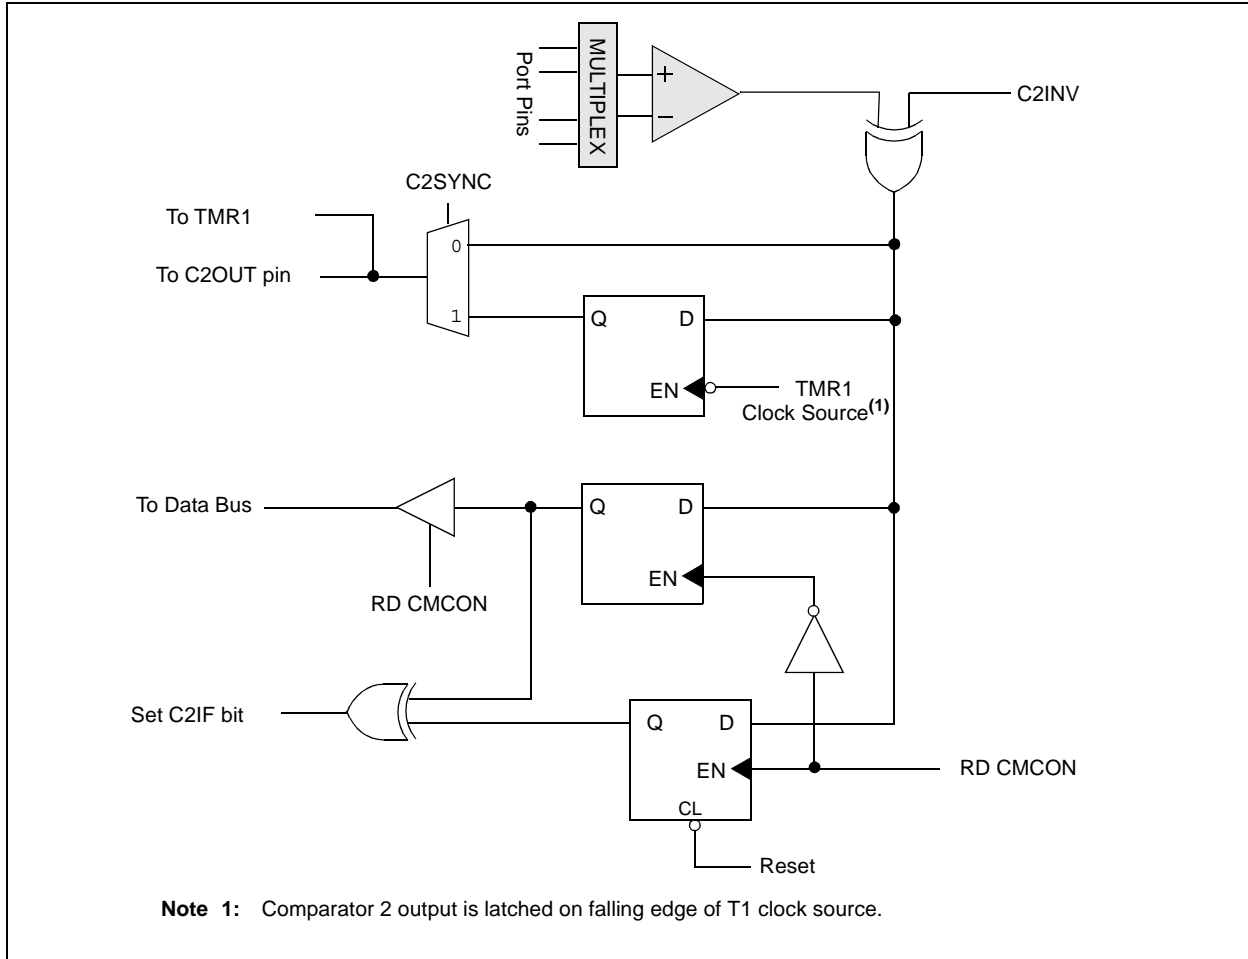 MULTIPLEX
Port Pins
+
−
C2INV
C2SYNC
To TMR1
0
To C2OUT pin
1
Q D
EN
TMR1
Clock Source(1)
To Data Bus
Q D
EN
RD CMCON
Set C2IF bit
Q D
EN
RD CMCON
CL
Reset
Note 1: Comparator 2 output is latched on falling edge of T1 clock source.